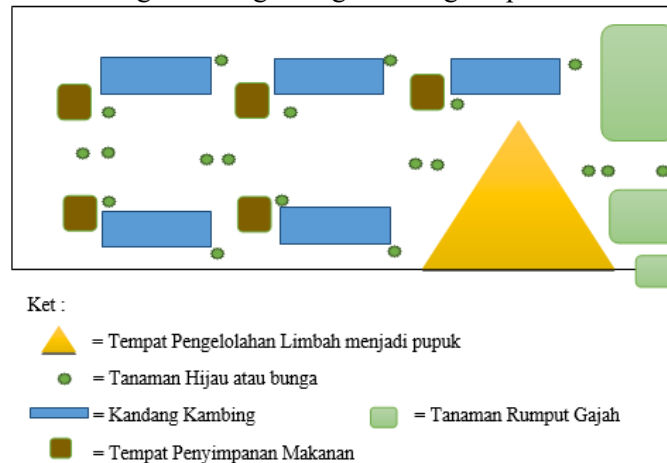 Ket :
= Tempat Pengelolahan Limbah menjadi pupuk
= Tanaman Hijau atau bunga
= Kandang Kambing = Tanaman Rumput Gajah
= Tempat Penyimpanan Makanan